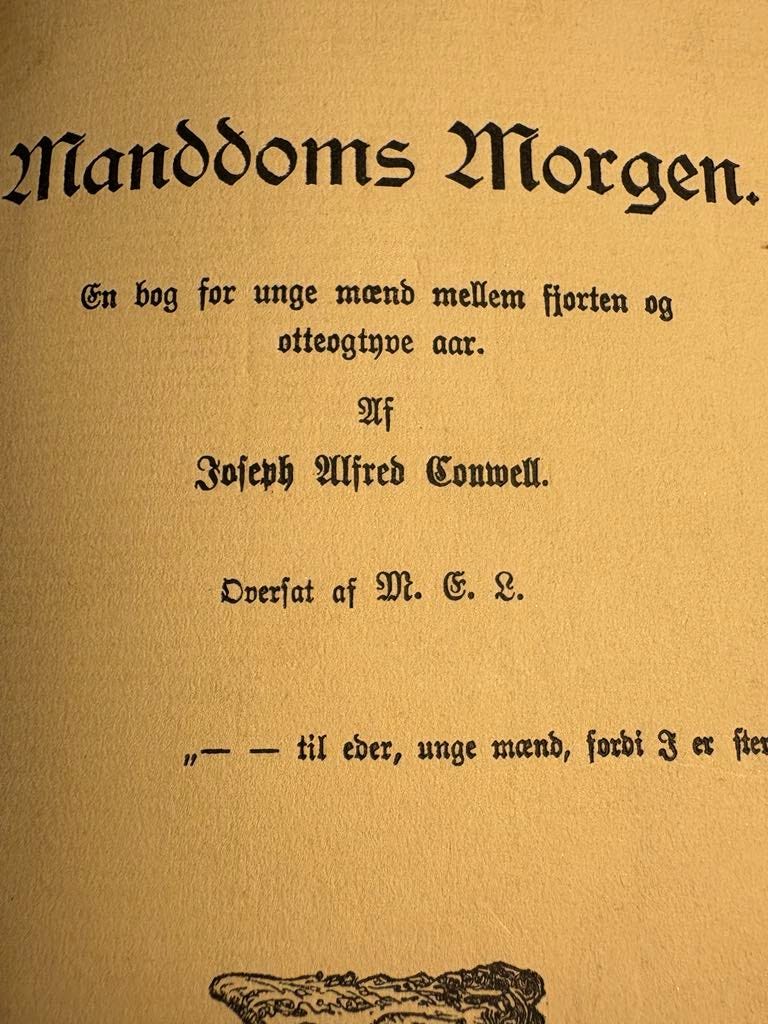 Manddoms Morgen.
En bog for unge mænd mellem fjorten og
otteogtyve aar.
Af
Joseph Alfred Conwell.
Oversat af M. E. L.
„— — til eder, unge mænd, fordi I er